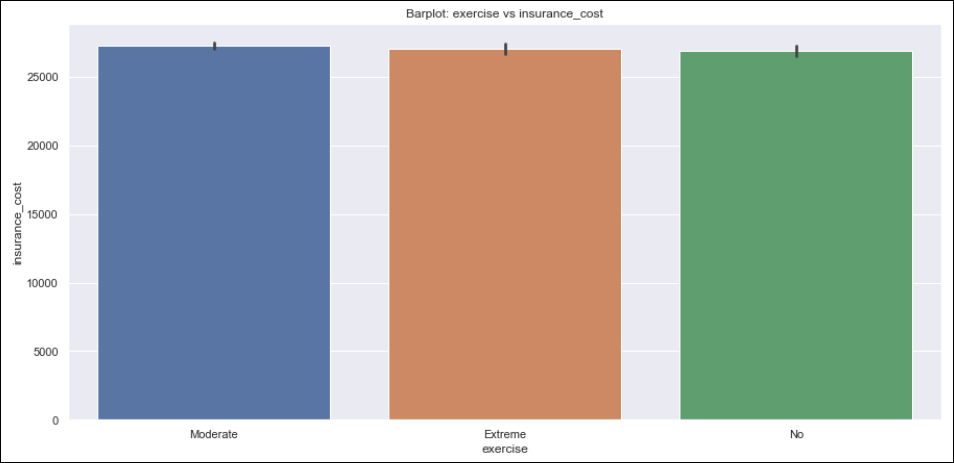 Barplot: exercise vs insurance_cost
insurance_cost
25000
20000
15000
10000
5000
0
Moderate
Extreme
No
exercise